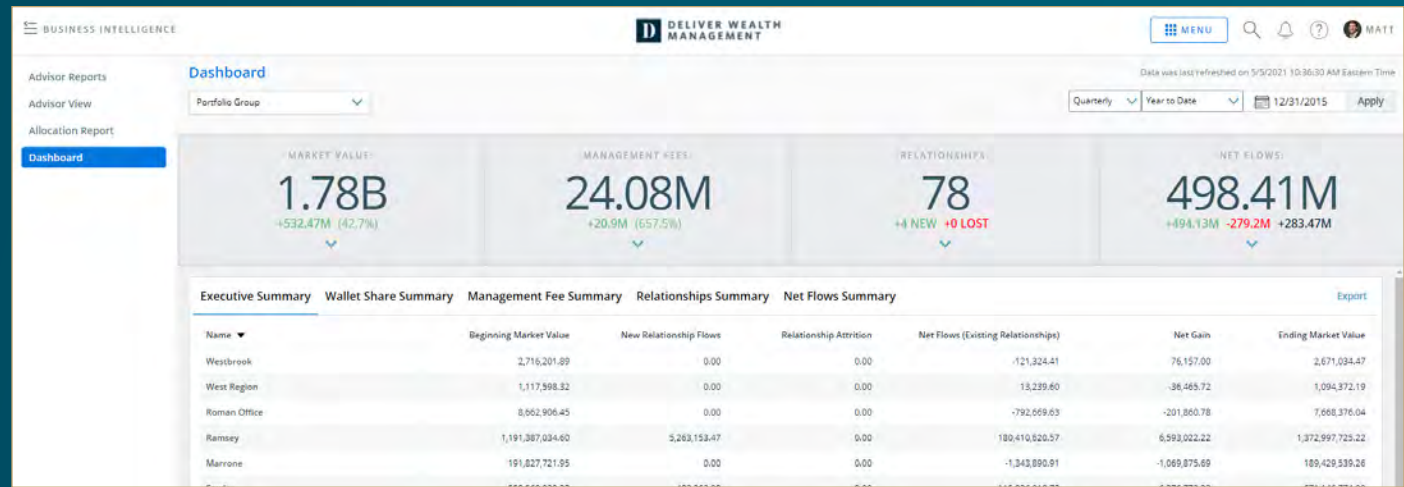 BUSINESS INTELLIGENCE
DELIVER WEALTH
MANAGEMENT
MENU
MATT
Advisor Reports
Advisor View
Allocation Report
Dashboard
Dashboard
Data was last refreshed on 5/5/2021 10:36:30 AM Eastern Time
Portfolio Group
Quarterly Year to Date 12/31/2015 Apply
MARKET VALUE:
1.78B
+532.47M (42.7%)
MANAGEMENT FEES:
24.08M
+20.9M (657.5%)
RELATIONSHIPS:
78
+4 NEW +0 LOST
NET FLOWS:
498.41M
+494.13M -279.2M +283.47M
Executive Summary Wallet Share Summary Management Fee Summary Relationships Summary Net Flows Summary Export
Name Beginning Market Value New Relationship Flows Relationship Attrition Net Flows (Existing Relationships) Net Gain Ending Market Value
Westbrook 2,716,201.89 0.00 0.00 -121,324.41 76,157.00 2,671,034.47
West Region 1,117,598.32 0.00 0.00 13,239.60 -36,465.72 1,094,372.19
Roman Office 8,662,906.45 0.00 0.00 -792,669.63 -201,860.78 7,668,376.04
Ramsey 1,191,387,034.60 5,263,153.47 0.00 180,410,620.57 6,593,022.22 1,372,997,725.22
Marrone 191,827,721.95 0.00 0.00 -1,343,890.91 -1,069,875.69 189,429,539.26